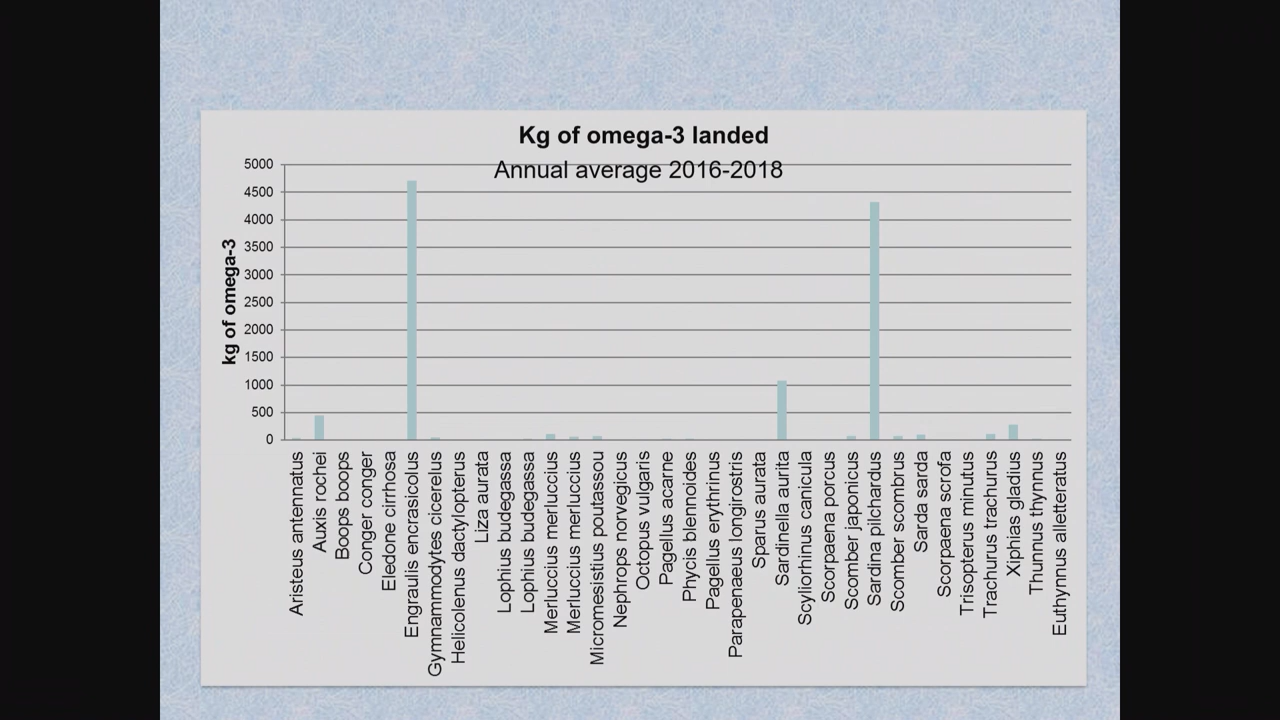 Kg of omega-3 landed
Annual average 2016-2018
kg of omega-3
5000
4500
4000
3500
3000
2500
2000
1500
1000
500
0
Aristeus antennatus
Auxis rochei
Boops boops
Conger conger
Eledone cirrhosa
Engraulis encrasicolus
Gymnammodytes cicerelus
Helicolenus dactylopterus
Liza aurata
Lophius budegassa
Lophius budegassa
Merluccius merluccius
Merluccius merluccius
Micromesistius poutassou
Nephrops norvegicus
Octopus vulgaris
Pagellus acarne
Phycis blennoides
Pagellus erythrinus
Parapenaeus longirostris
Sparus aurata
Sardinella aurita
Scyliorhinus canicula
Scorpaena porcus
Scomber japonicus
Sardina pilchardus
Scomber scombrus
Sarda sarda
Scorpaena scrofa
Trisopterus minutus
Trachurus trachurus
Xiphias gladius
Thunnus thynnus
Euthynnus alletteratus